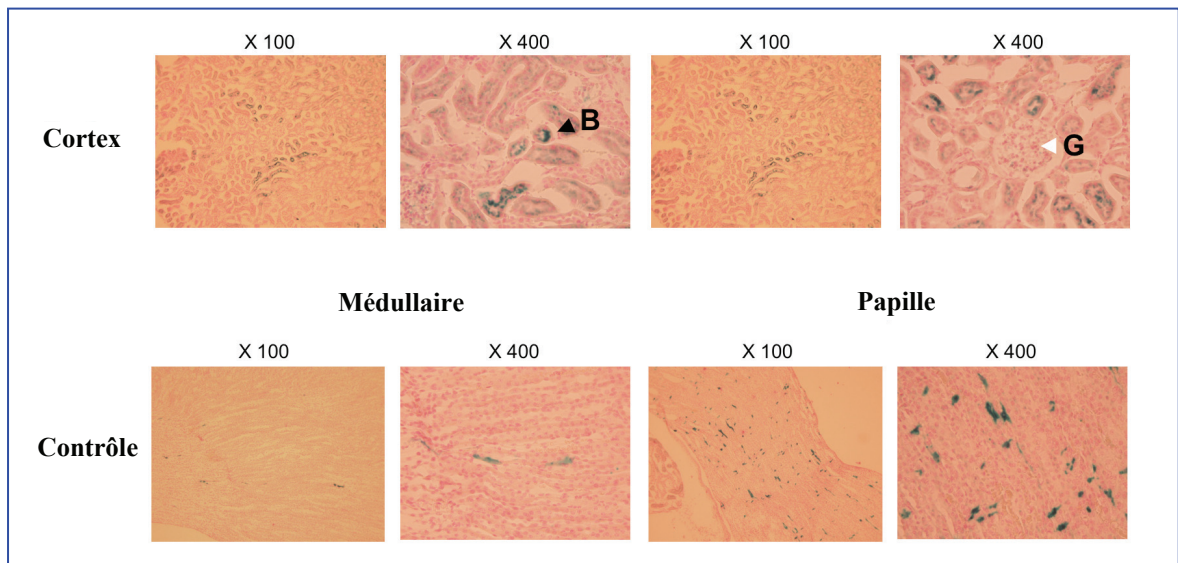 X 100 X 400 X 100 X 400
Cortex
B
G
Médullaire Papille
X 100 X 400 X 100 X 400
Contrôle